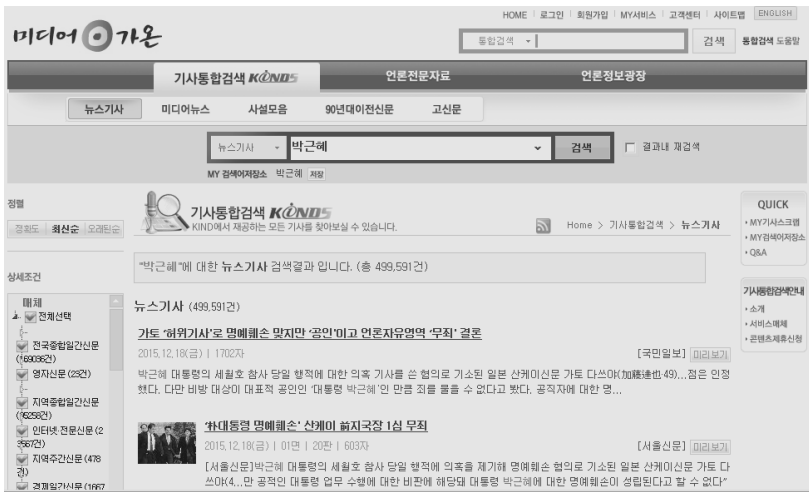 HOME 로그인 회원가입 MY서비스 고객센터 사이트맵 ENGLISH
미디어 가온
통합검색 검색 통합검색 도움말
기사통합검색 KINDS 언론전문자료 언론정보광장
뉴스기사 미디어뉴스 사설모음 90년대이전신문 고신문
뉴스기사 박근혜 검색 결과내 재검색
MY 검색어저장소 박근혜 저장
정렬
정확도 최신순 오래된순
상세조건
매체
전체선택
전국종합일간신문
영자신문 (23건)
지역종합일간신문
인터넷·전문신문 (2
지역주간신문 (478
건)
경제일간신문 (1667
기사통합검색 KINDS
KIND에서 제공하는 모든 기사를 찾아보실 수 있습니다.
Home > 기사통합검색 > 뉴스기사
"박근혜"에 대한 뉴스기사 검색결과 입니다. (총 499,591건)
뉴스기사 (499,591건)
가토 '허위기사'로 명예훼손 맞지만 '공인'이고 언론자유영역 '무죄' 결론
2015.12.18(금) | 1702자 [국민일보] 미리보기
박근혜 대통령의 세월호 참사 당일 행적에 대한 의혹 기사를 쓴 혐의로 기소된 일본 산케이신문 가토 다쓰야(加藤達也·49)...점은 인정
했다. 다만 비방 대상이 대표적 공인인 '대통령 박근혜'인 만큼 죄를 물을 수 없다고 봤다. 공직자에 대한 명...
'朴대통령 명예훼손' 산케이 前지국장 1심 무죄
2015.12.18(금) | 01면 | 20판 | 603자 [서울신문] 미리보기
[서울신문]박근혜 대통령의 세월호 참사 당일 행적에 의혹을 제기해 명예훼손 혐의로 기소된 일본 산케이신문 가토 다
쓰야(4...만 공적인 대통령 업무 수행에 대한 비판에 해당돼 대통령 박근혜에 대한 명예훼손이 성립된다고 할 수 없다"
QUICK
MY기사스크랩
MY검색어저장소
Q&A
기사통합검색안내
소개
서비스매체
콘텐츠제휴신청